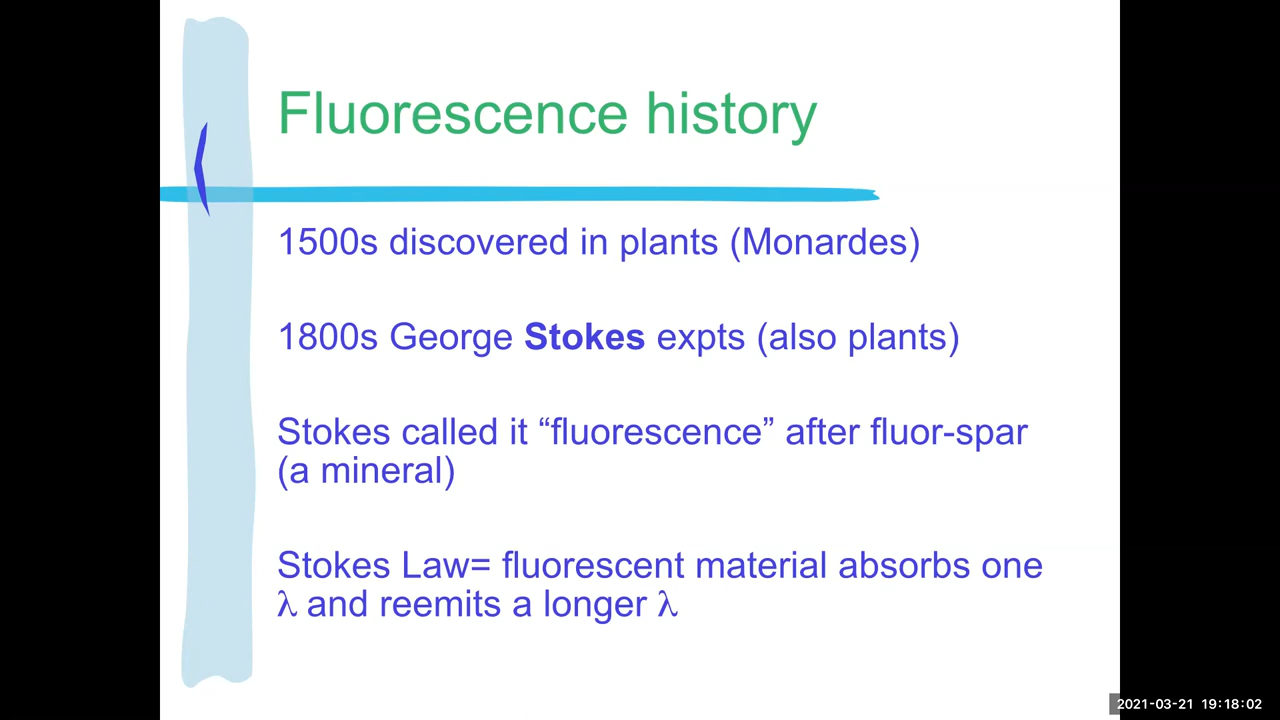 Fluorescence history
1500s discovered in plants (Monardes)
1800s George Stokes expts (also plants)
Stokes called it “fluorescence” after fluor-spar
(a mineral)
Stokes Law= fluorescent material absorbs one
λ and reemits a longer λ
2021-03-21 19:18:02